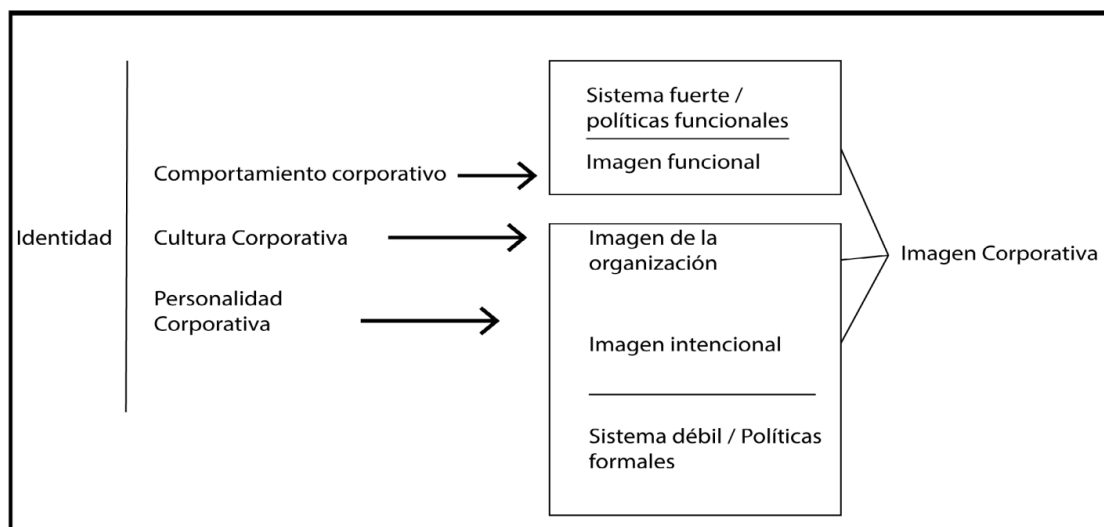 Identidad
Comportamiento corporativo
Cultura Corporativa
Personalidad
Corporativa
Sistema fuerte /
políticas funcionales
Imagen funcional
Imagen de la
organización
Imagen intencional
Sistema débil / Políticas
formales
Imagen Corporativa